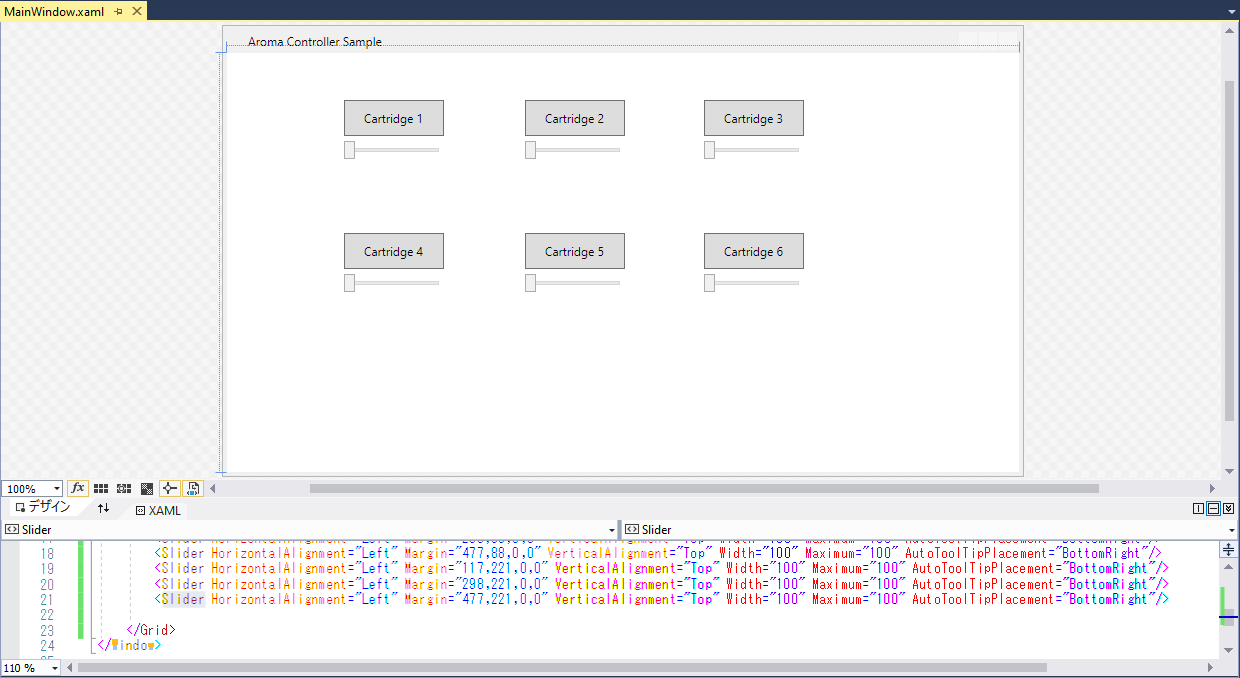 MainWindow.xaml
Aroma Controller Sample
Cartridge 1 Cartridge 2 Cartridge 3
Cartridge 4 Cartridge 5 Cartridge 6
100% fx
デザイン XAML
Slider Slider
18 <Slider HorizontalAlignment="Left" Margin="477,88,0,0" VerticalAlignment="Top" Width="100" Maximum="100" AutoToolTipPlacement="BottomRight"/>
19 <Slider HorizontalAlignment="Left" Margin="117,221,0,0" VerticalAlignment="Top" Width="100" Maximum="100" AutoToolTipPlacement="BottomRight"/>
20 <Slider HorizontalAlignment="Left" Margin="298,221,0,0" VerticalAlignment="Top" Width="100" Maximum="100" AutoToolTipPlacement="BottomRight"/>
21 <Slider HorizontalAlignment="Left" Margin="477,221,0,0" VerticalAlignment="Top" Width="100" Maximum="100" AutoToolTipPlacement="BottomRight"/>
22
23 </Grid>
24 </Window>
110 %